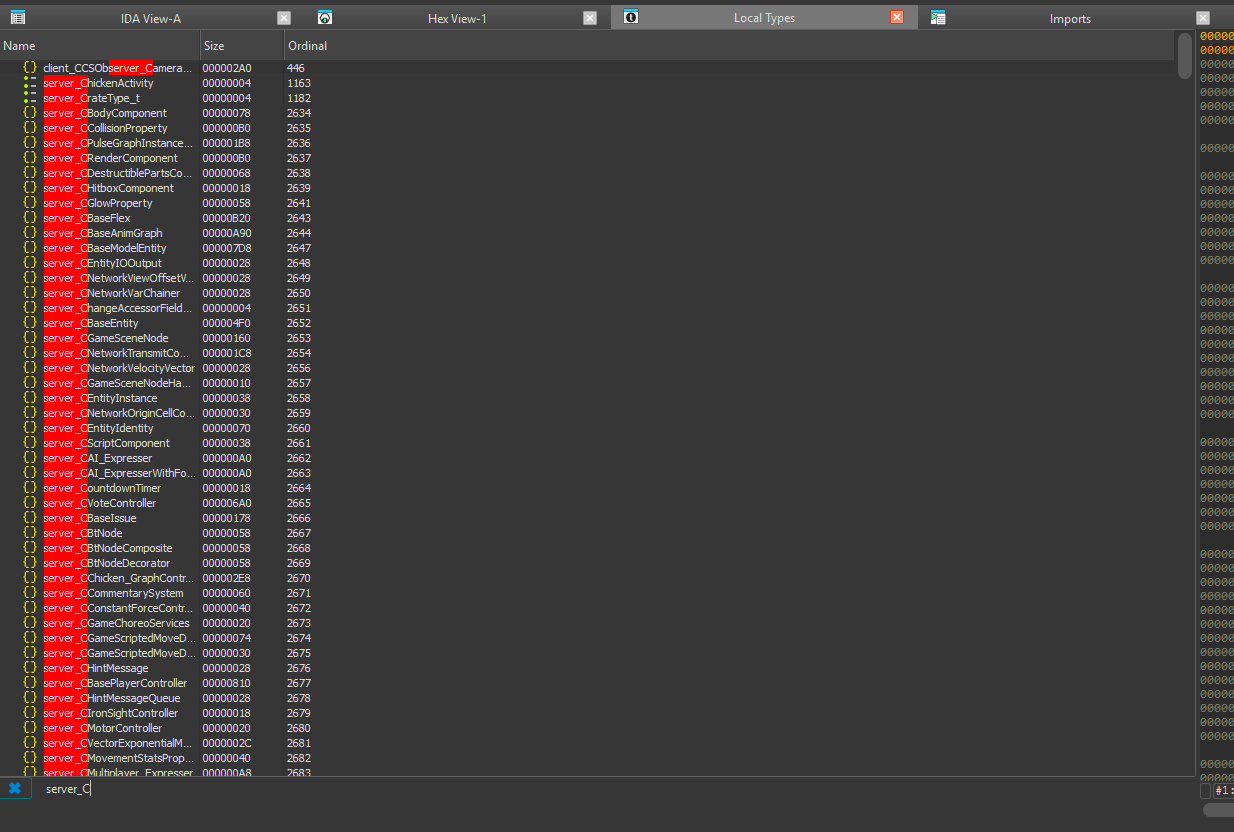 IDA View-A Hex View-1 Local Types Imports
Name Size Ordinal
client_CCSObserver_Camera... 000002A0 446
server_ChickenActivity 00000004 1163
server_CrateType_t 00000004 1182
server_CBodyComponent 00000078 2634
server_CCollisionProperty 000000B0 2635
server_CPulseGraphInstance... 000001B8 2636
server_CRenderComponent 000000B0 2637
server_CDestructiblePartsCo... 00000068 2638
server_CHitboxComponent 00000018 2639
server_CGlowProperty 00000058 2641
server_CBaseFlex 00000B20 2643
server_CBaseAnimGraph 00000A90 2644
server_CBaseModelEntity 000007D8 2647
server_CEntityIOOutput 00000028 2648
server_CNetworkViewOffsetV... 00000028 2649
server_CNetworkVarChainer 00000028 2650
server_ChangeAccessorField... 00000004 2651
server_CBaseEntity 000004F0 2652
server_CGameSceneNode 00000160 2653
server_CNetworkTransmitCo... 000001C8 2654
server_CNetworkVelocityVector 00000028 2656
server_CGameSceneNodeHa... 00000010 2657
server_CEntityInstance 00000038 2658
server_CNetworkOriginCellCo... 00000030 2659
server_CEntityIdentity 00000070 2660
server_CScriptComponent 00000038 2661
server_CAI_Expresser 000000A0 2662
server_CAI_ExpresserWithFo... 000000A0 2663
server_CountdownTimer 00000018 2664
server_CVoteController 000006A0 2665
server_CBaseIssue 00000178 2666
server_CBtNode 00000058 2667
server_CBtNodeComposite 00000058 2668
server_CBtNodeDecorator 00000058 2669
server_CChicken_GraphContr... 000002E8 2670
server_CCommentarySystem 00000060 2671
server_CConstantForceContr... 00000040 2672
server_CGameChoreoServices 00000020 2673
server_CGameScriptedMoveD... 00000074 2674
server_CGameScriptedMoveD... 00000030 2675
server_CHintMessage 00000028 2676
server_CBasePlayerController 00000810 2677
server_CHintMessageQueue 00000028 2678
server_CIronSightController 00000018 2679
server_CMotorController 00000020 2680
server_CVectorExponentialM... 0000002C 2681
server_CMovementStatsProp... 00000040 2682
server_CMultiplayer_Expresser 000000A8 2683
server_C
#1: